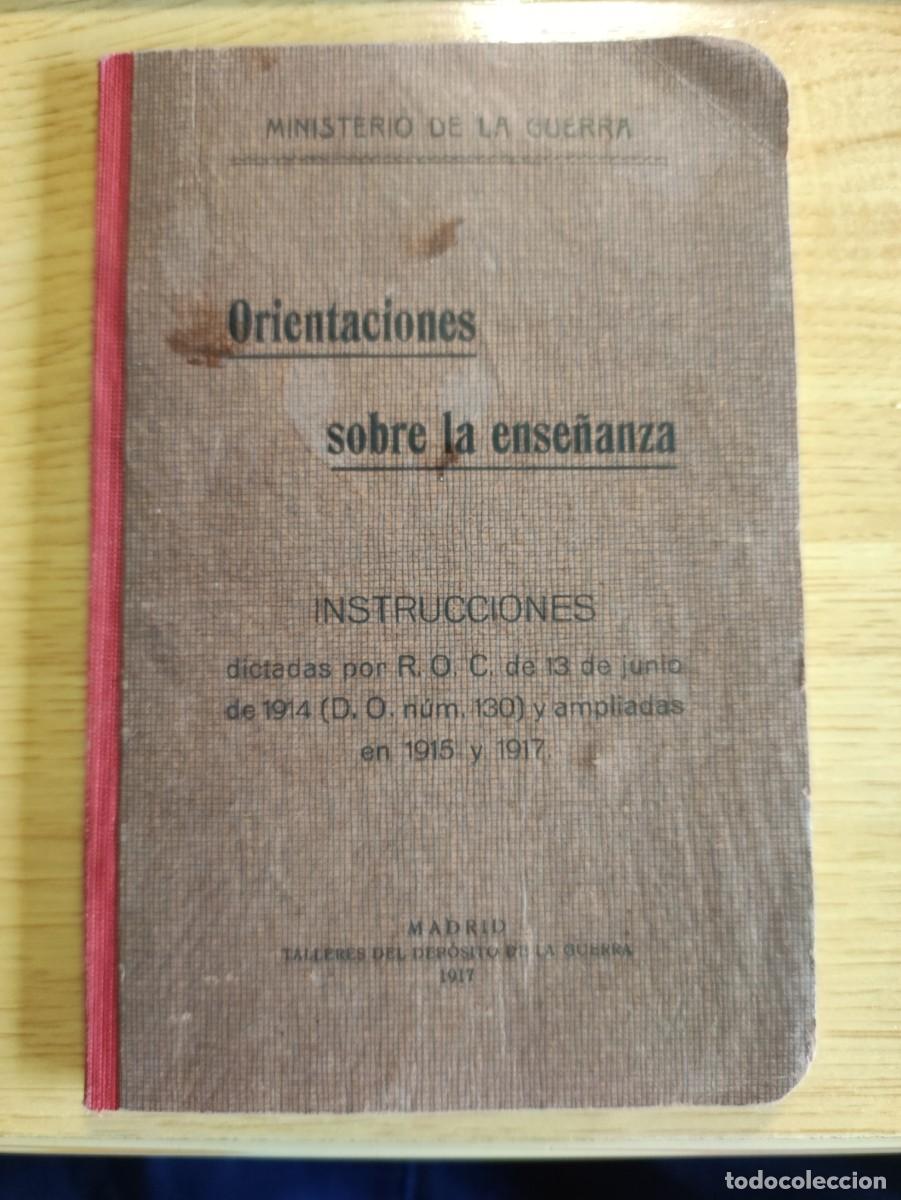 MINISTERIO DE LA GUERRA
Orientaciones
sobre la enseñanza
INSTRUCCIONES
dictadas por R. O. C. de 13 de junio
de 1914 (D. O. núm. 130) y ampliadas
en 1915 y 1917.
MADRID
TALLERES DEL DEPÓSITO DE LA GUERRA
1917
todocoleccion